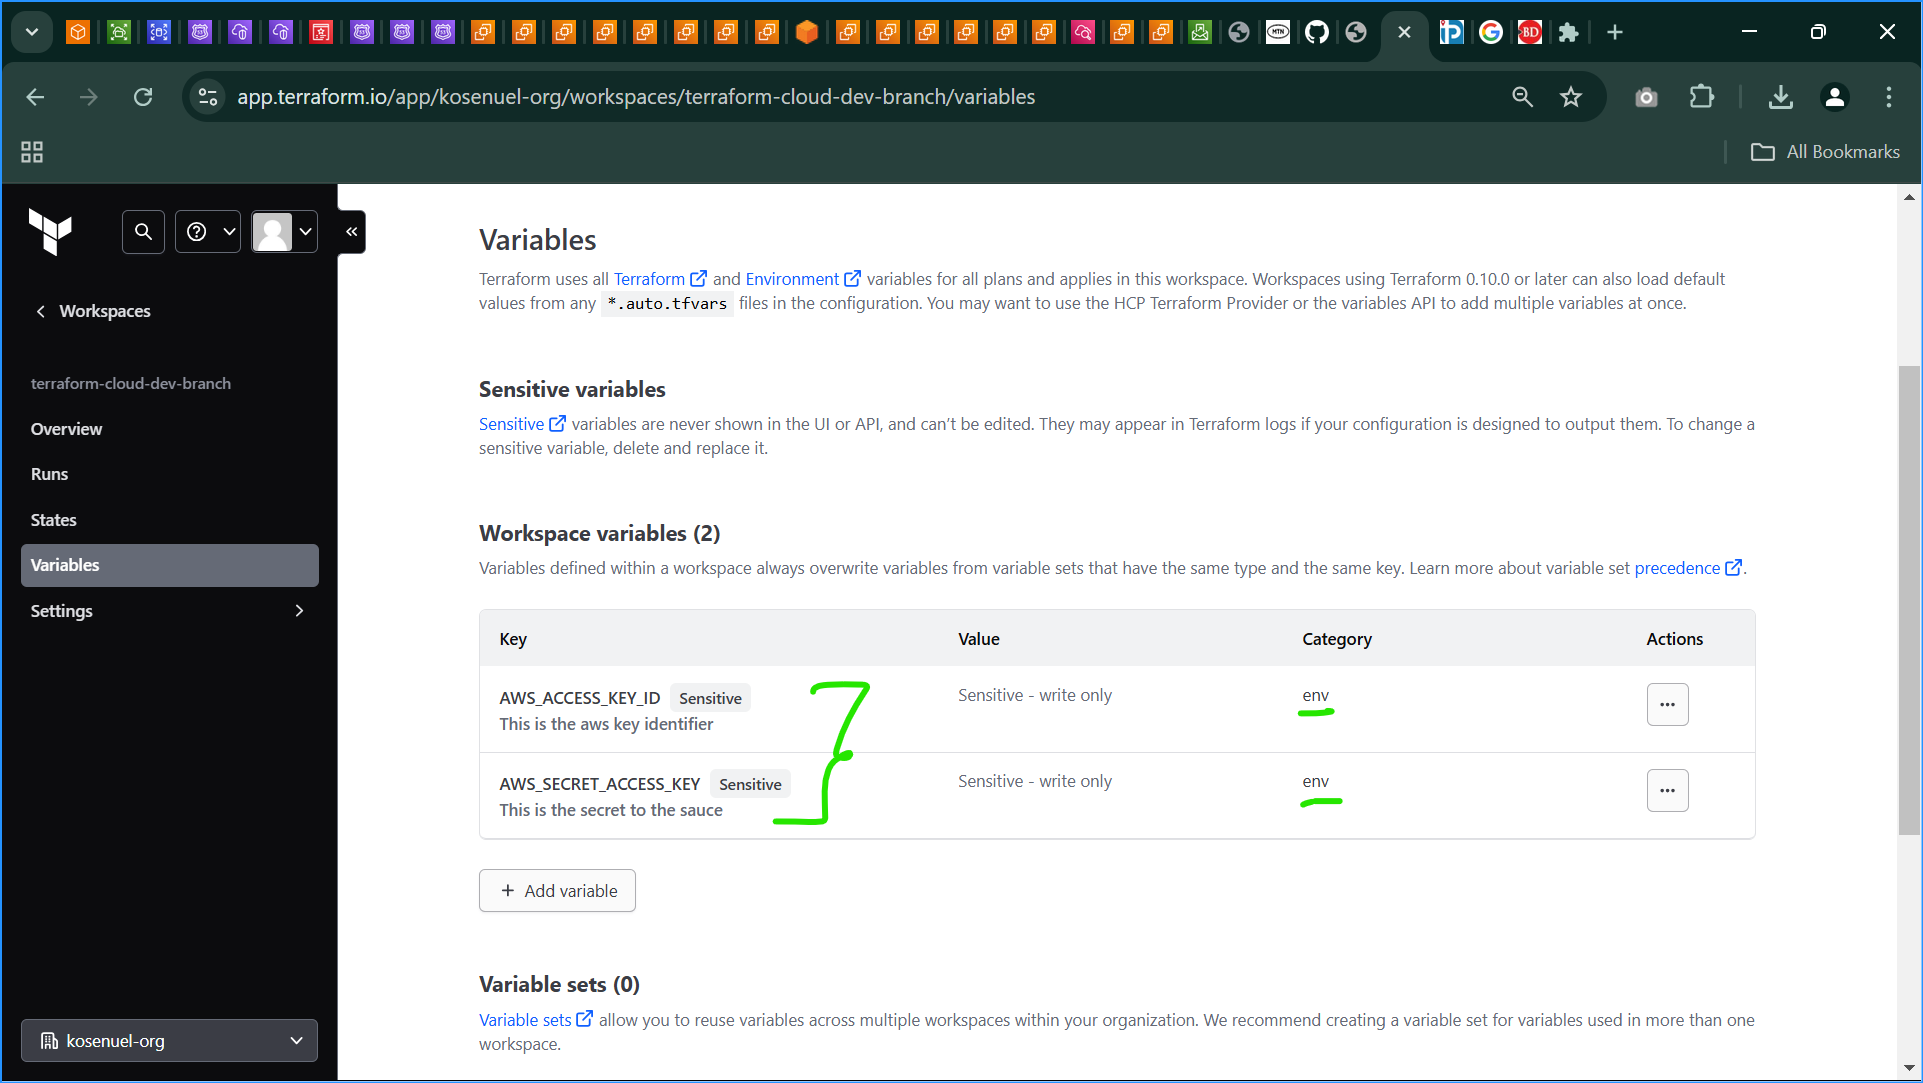 app.terraform.io/app/kosenuel-org/workspaces/terraform-cloud-dev-branch/variables
All Bookmarks
Workspaces
terraform-cloud-dev-branch
Overview
Runs
States
Variables
Settings
kosenuel-org
Variables
Terraform uses all Terraform and Environment variables for all plans and applies in this workspace. Workspaces using Terraform 0.10.0 or later can also load default
values from any *.auto.tfvars files in the configuration. You may want to use the HCP Terraform Provider or the variables API to add multiple variables at once.
Sensitive variables
Sensitive variables are never shown in the UI or API, and can’t be edited. They may appear in Terraform logs if your configuration is designed to output them. To change a
sensitive variable, delete and replace it.
Workspace variables (2)
Variables defined within a workspace always overwrite variables from variable sets that have the same type and the same key. Learn more about variable set precedence.
Key Value Category Actions
AWS_ACCESS_KEY_ID Sensitive Sensitive - write only env
This is the aws key identifier
AWS_SECRET_ACCESS_KEY Sensitive Sensitive - write only env
This is the secret to the sauce
+ Add variable
Variable sets (0)
Variable sets allow you to reuse variables across multiple workspaces within your organization. We recommend creating a variable set for variables used in more than one
workspace.